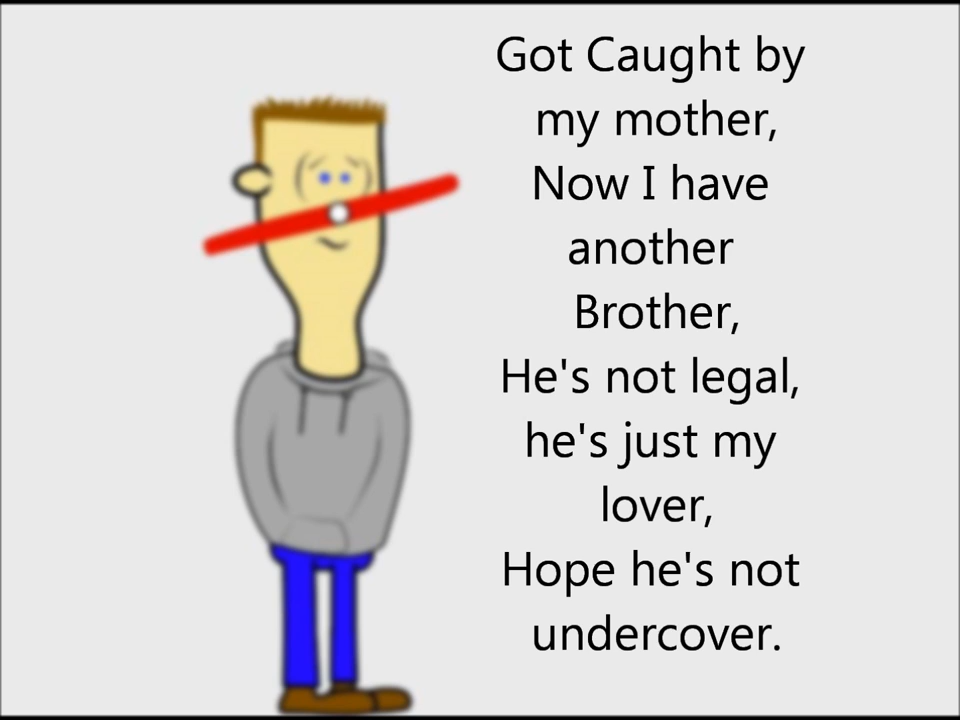 Got Caught by
my mother,
Now I have
another
Brother,
He's not legal,
he's just my
lover,
Hope he's not
undercover.